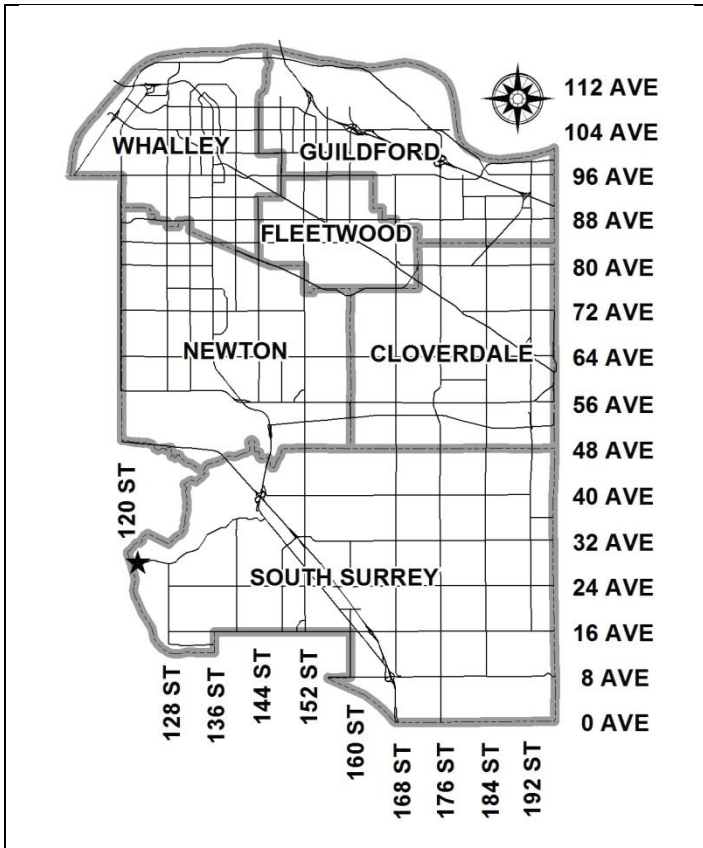 112 AVE
104 AVE
WHALLEY
GUILDFORD
96 AVE
88 AVE
FLEETWOOD
80 AVE
72 AVE
NEWTON
CLOVERDALE
64 AVE
56 AVE
48 AVE
120 ST
40 AVE
32 AVE
SOUTH SURREY
24 AVE
16 AVE
8 AVE
0 AVE
128 ST
136 ST
144 ST
152 ST
160 ST
168 ST
176 ST
184 ST
192 ST